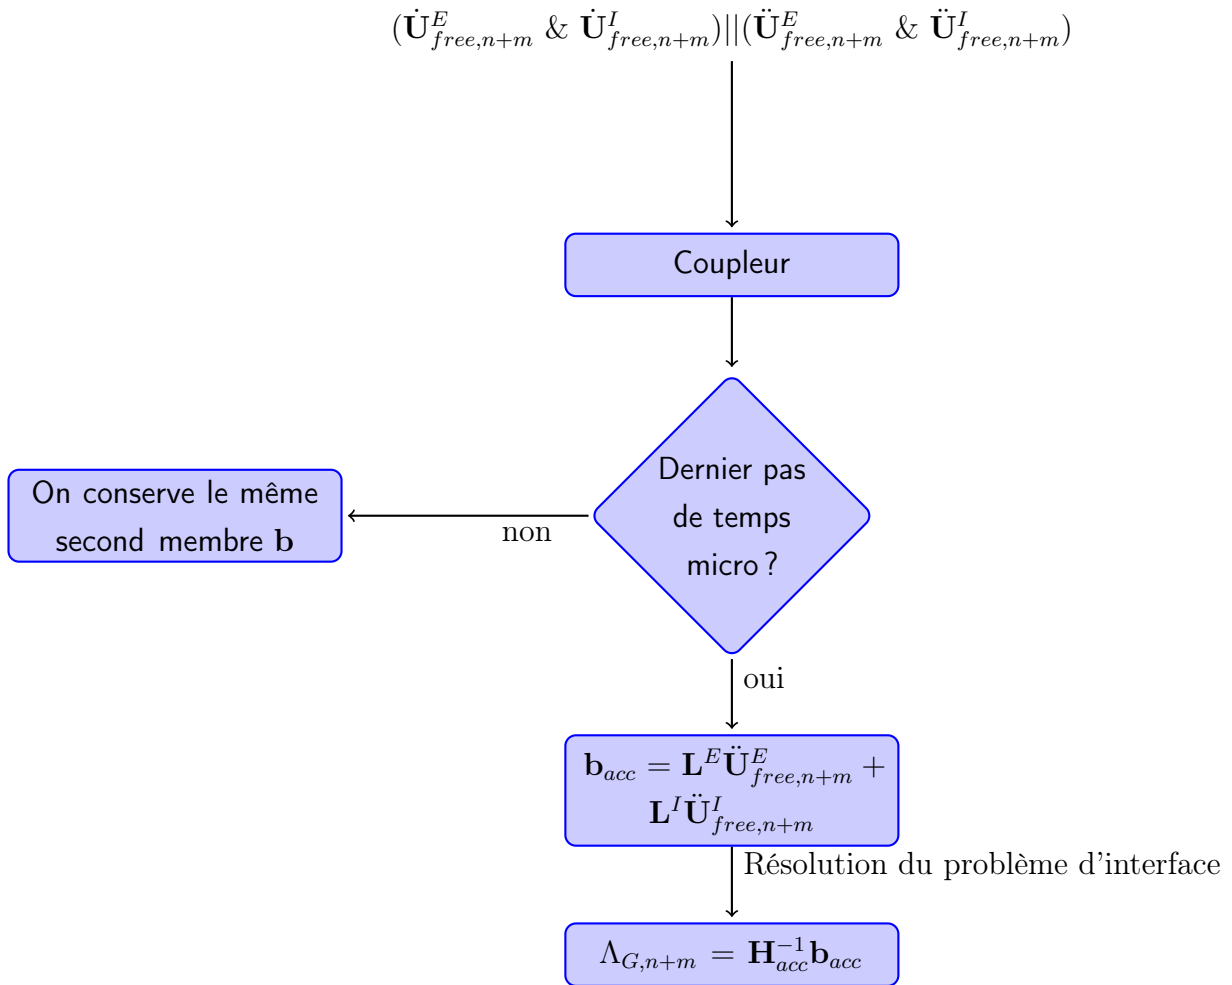 (U̇^E_{free,n+m} & U̇^I_{free,n+m})||(Ü^E_{free,n+m} & Ü^I_{free,n+m})
Coupleur
Dernier pas
de temps
micro ?
On conserve le même
second membre b
non
oui
b_{acc} = L^E Ü^E_{free,n+m} +
L^I Ü^I_{free,n+m}
Résolution du problème d'interface
Λ_{G,n+m} = H^{-1}_{acc} b_{acc}